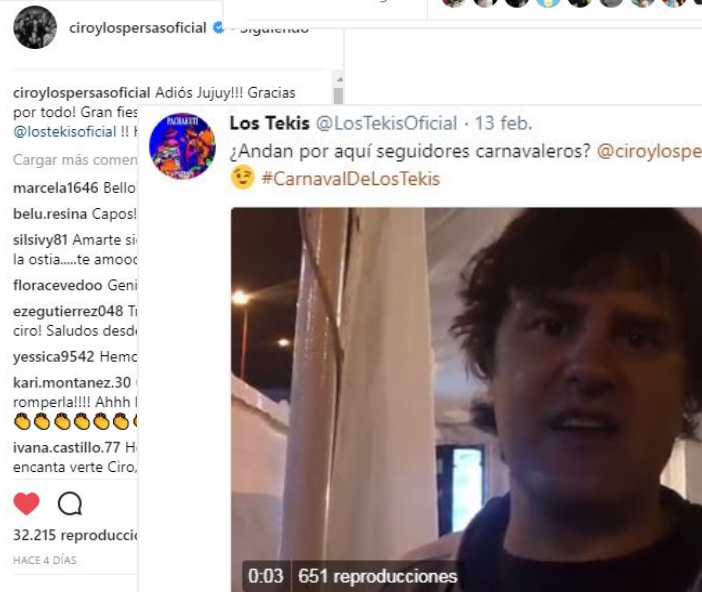 ciroylospersasoficial
ciroylospersasoficial Adiós Jujuy!!! Gracias
por todo! Gran fies
@lostekisoficial !!
Cargar más comen
marcela1646 Bello
belu.resina Capos!
silsivy81 Amarte si
la ostia.....te amooc
floracevedoo Geni
ezegutierrez048
ciro! Saludos desde
yessica9542 Hemo
kari.montanez.30
romperla!!!! Ahhh
ivana.castillo.77 H
encanta verte Ciro,
32.215 reproducci
HACE 4 DÍAS
PACHAKUTI
Los Tekis @LosTekisOficial · 13 feb.
¿Andan por aquí seguidores carnavaleros? @ciroylospe
#CarnavalDeLosTekis
0:03 651 reproducciones